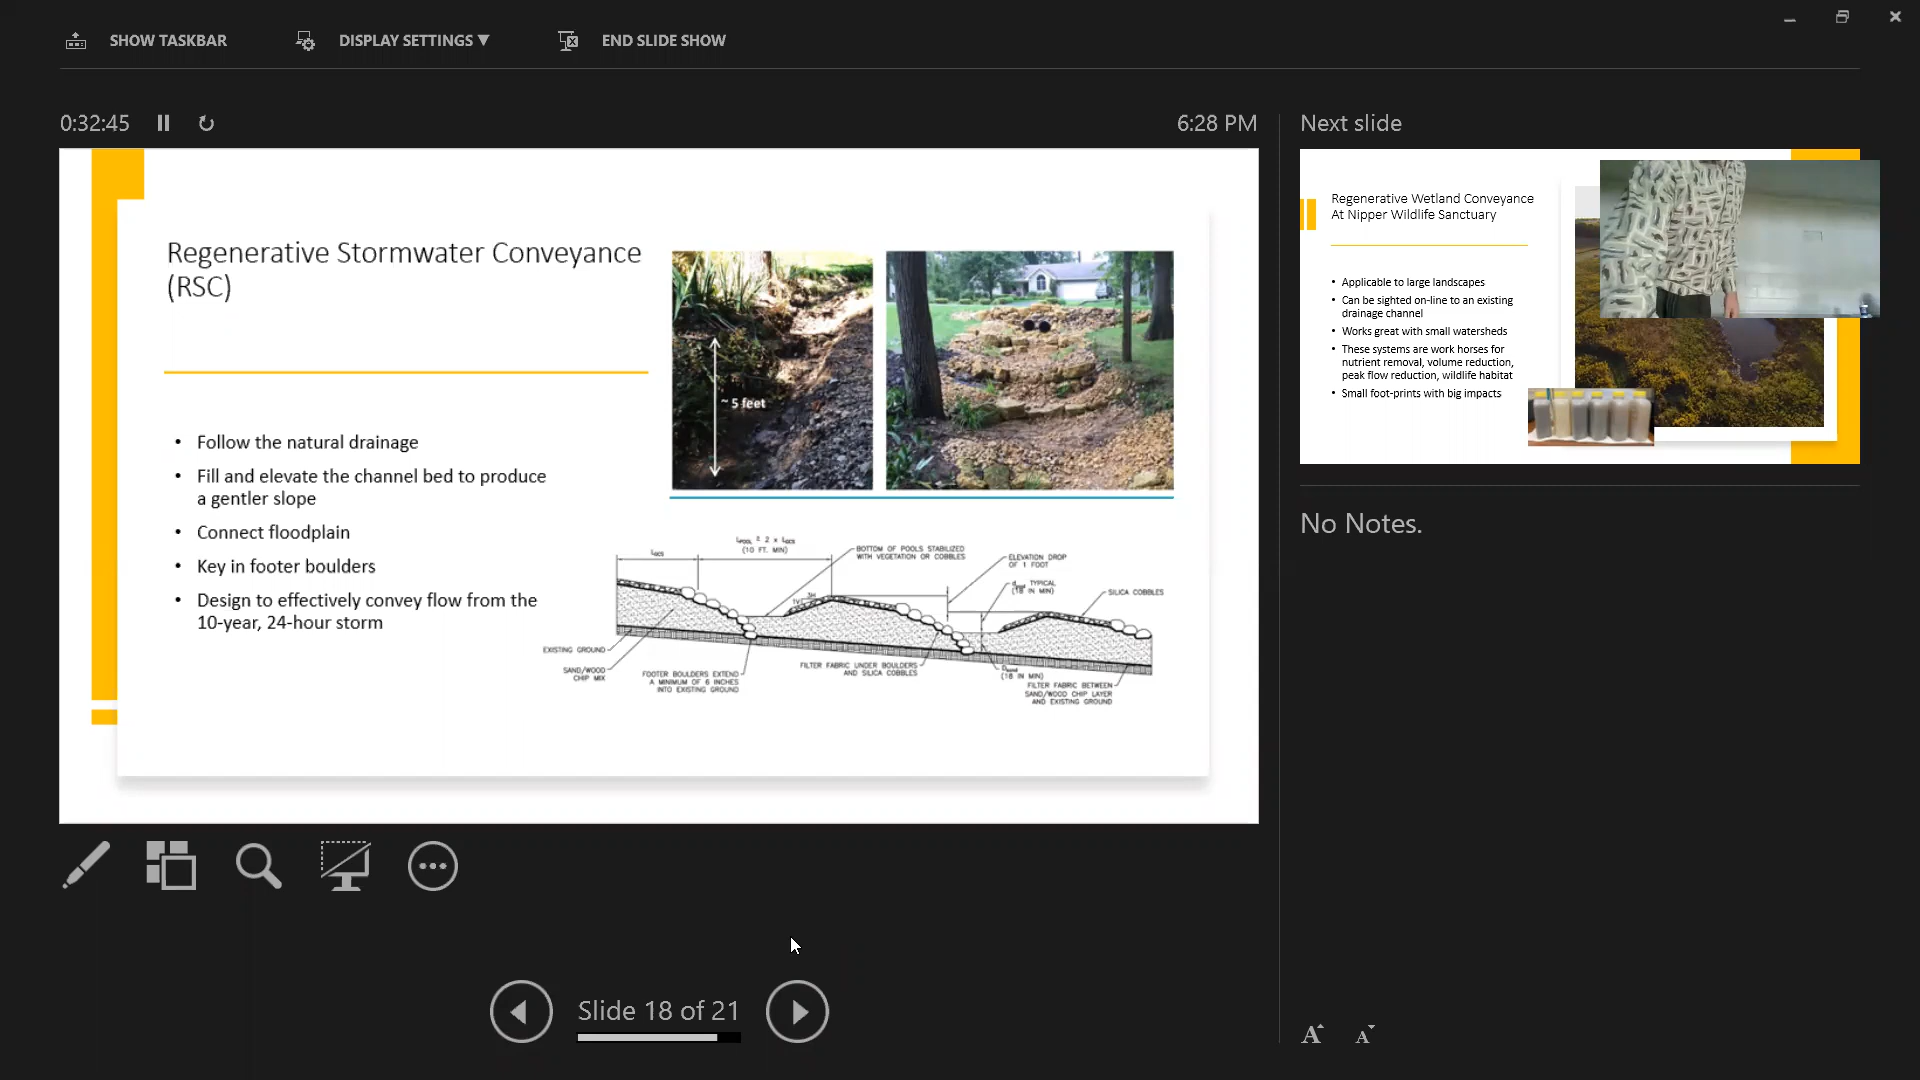 SHOW TASKBAR
DISPLAY SETTINGS ▼
END SLIDE SHOW
0:32:45
6:28 PM
Regenerative Stormwater Conveyance
(RSC)
~ 5 feet
• Follow the natural drainage
• Fill and elevate the channel bed to produce
a gentler slope
• Connect floodplain
• Key in footer boulders
• Design to effectively convey flow from the
10-year, 24-hour storm
(10 FT. MIN)
BOTTOM OF POOLS STABILIZED
WITH VEGETATION OR COBBLES
ELEVATION DROP
OF 1 FOOT
TYPICAL
(18 IN MIN)
SILICA COBBLES
EXISTING GROUND
SAND/WOOD
CHIP MIX
FOOTER BOULDERS EXTEND
A MINIMUM OF 6 INCHES
INTO EXISTING GROUND
FILTER FABRIC UNDER BOULDERS
AND SILICA COBBLES
(18 IN MIN)
FILTER FABRIC BETWEEN
SAND/WOOD CHIP LAYER
AND EXISTING GROUND
Slide 18 of 21
Next slide
Regenerative Wetland Conveyance
At Nipper Wildlife Sanctuary
• Applicable to large landscapes
• Can be sighted on-line to an existing
drainage channel
• Works great with small watersheds
• These systems are work horses for
nutrient removal, volume reduction,
peak flow reduction, wildlife habitat
• Small foot-prints with big impacts
No Notes.
A A